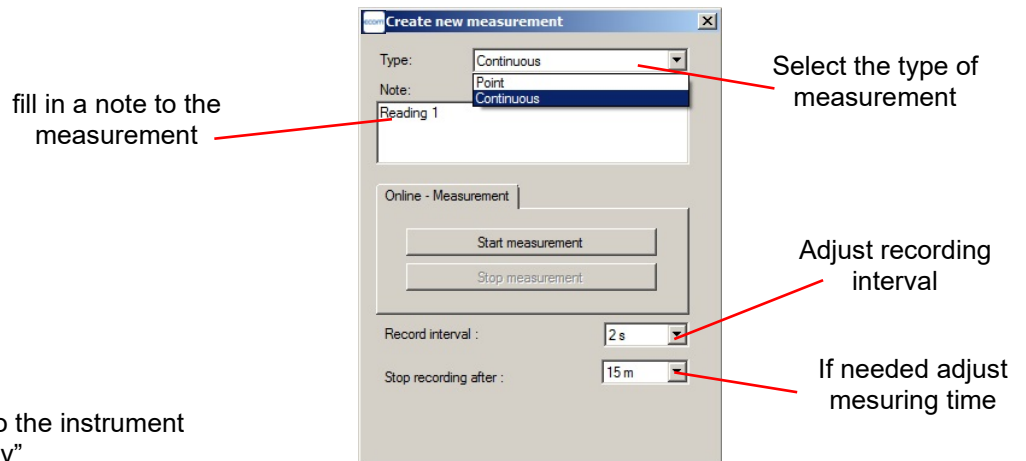 ecom Create new measurement
Type:
Continuous
Point
Continuous
Note:
Reading 1
Online - Measurement
Start measurement
Stop measurement
Record interval :
2 s
Stop recording after :
15 m
fill in a note to the
measurement
Select the type of
measurement
Adjust recording
interval
If needed adjust
mesuring time
the instrument